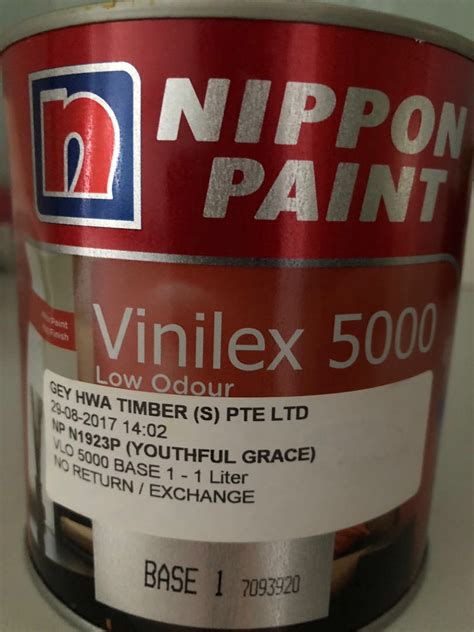 n
NIPPON
PAINT
Vinilex 5000
Low Odour
GEY HWA TIMBER (S) PTE LTD
29-08-2017 14:02
NP N1923P (YOUTHFUL GRACE)
VLO 5000 BASE 1 - 1 Liter
NO RETURN / EXCHANGE
BASE 1 7093920